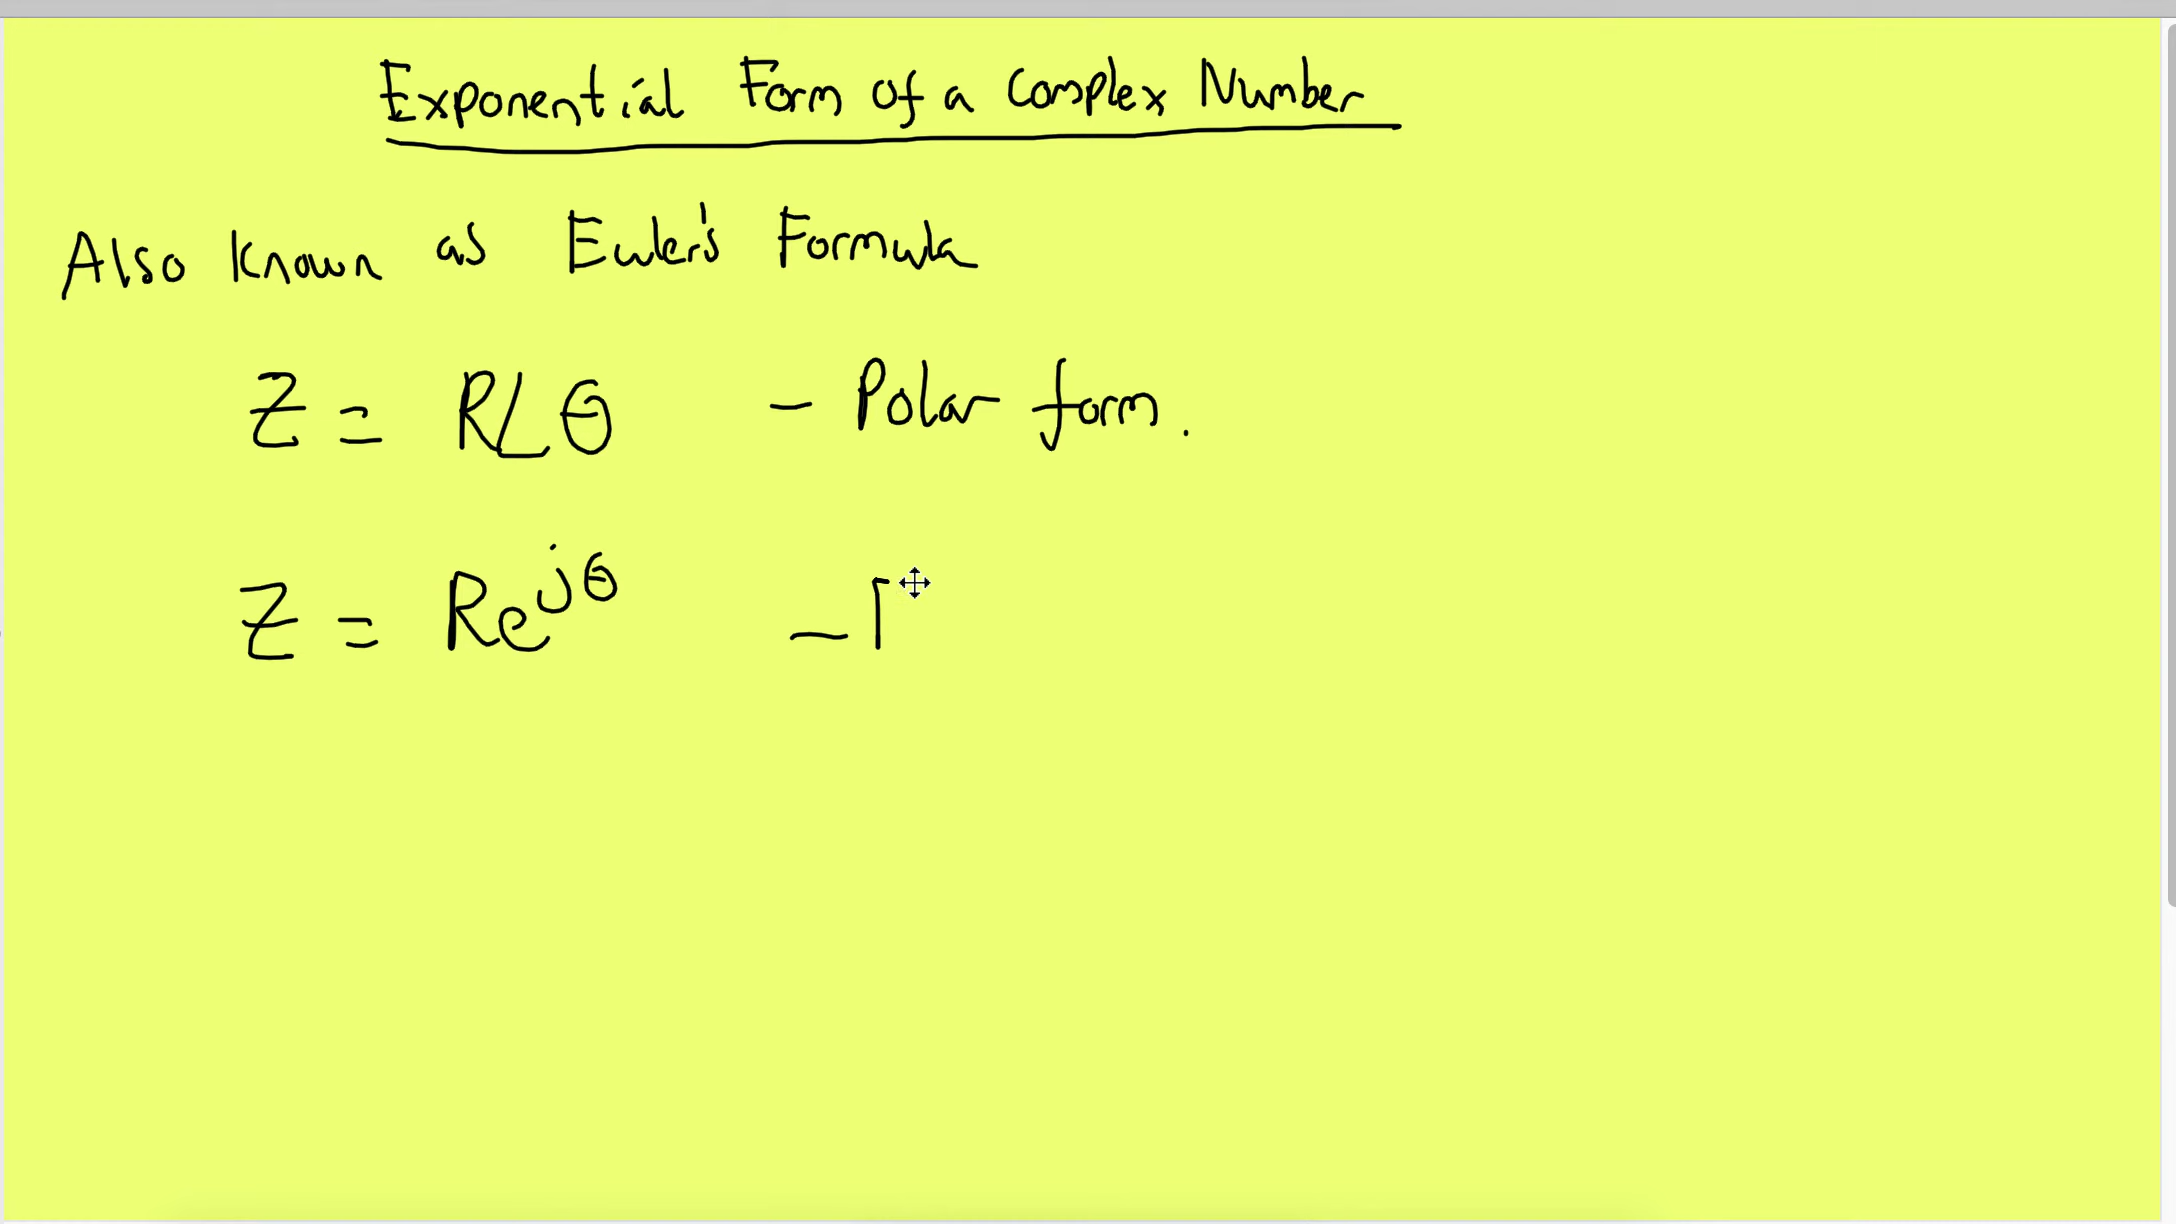 Exponential Form of a Complex Number
Also Known as Euler's Formula
Z = R∠θ - Polar form.
Z = Re^jθ -